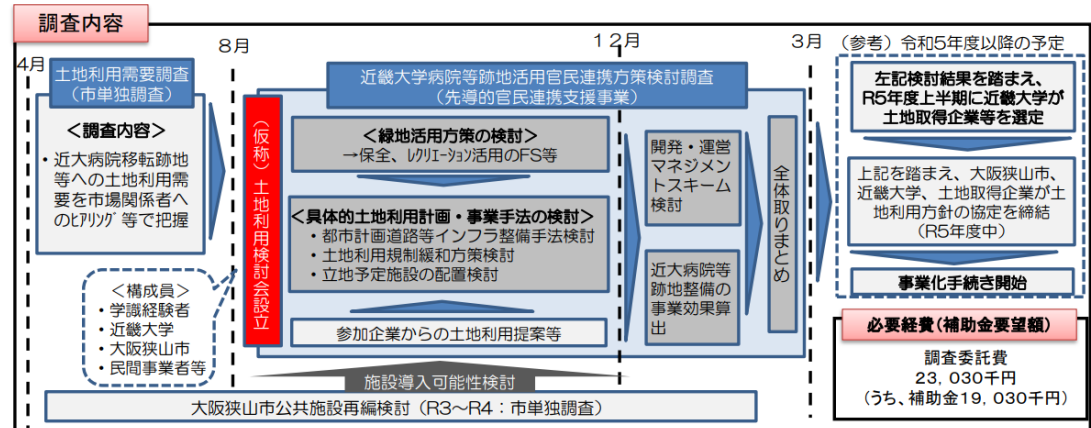 調査内容
4月
8月
12月
3月
(参考)令和5年度以降の予定
土地利用需要調査
(市単独調査)
<調査内容>
・近大病院移転跡地
等への土地利用需
要を市場関係者へ
のﾋｱﾘﾝｸﾞ等で把握
<構成員>
・学識経験者
・近畿大学
・大阪狭山市
・民間事業者等
(仮称)土地利用検討会設立
近畿大学病院等跡地活用官民連携方策検討調査
(先導的官民連携支援事業)
<緑地活用方策の検討>
→保全、ﾚｸﾘｴｰｼｮﾝ活用のFS等
<具体的土地利用計画・事業手法の検討>
・都市計画道路等インフラ整備手法検討
・土地利用規制緩和方策検討
・立地予定施設の配置検討
参加企業からの土地利用提案等
開発・運営
マネジメン
トスキーム
検討
近大病院等
跡地整備の
事業効果算
出
全体取りまとめ
施設導入可能性検討
大阪狭山市公共施設再編検討(R3~R4:市単独調査)
左記検討結果を踏まえ、
R5年度上半期に近畿大学が
土地取得企業等を選定
上記を踏まえ、大阪狭山市、
近畿大学、土地取得企業が土
地利用方針の協定を締結
(R5年度中)
事業化手続き開始
必要経費(補助金要望額)
調査委託費
23,030千円
(うち、補助金19,030千円)